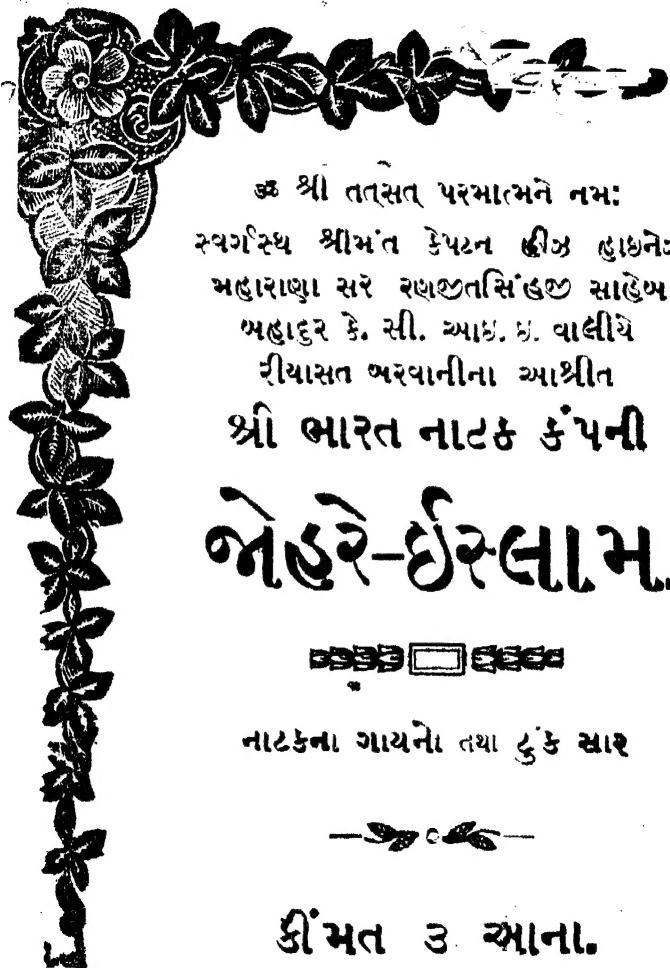 ૐ શ્રી તત્સત્ પરમાત્મને નમઃ
સ્વર્ગસ્થ શ્રીમંત કેપટન હીઝ હાઇનેઃ
મહારાણા સર રણજીતસિંહજી સાહેબ
બહાદુર કે. સી. આઇ. ઇ. વાલીયે
રીયાસત બરવાનીના આશ્રીત
શ્રી ભારત નાટક કંપની
જોહરે-ઈસ્લામ.
નાટકના ગાયનો તથા ટુંક સાર
કીંમત ૩ આના.